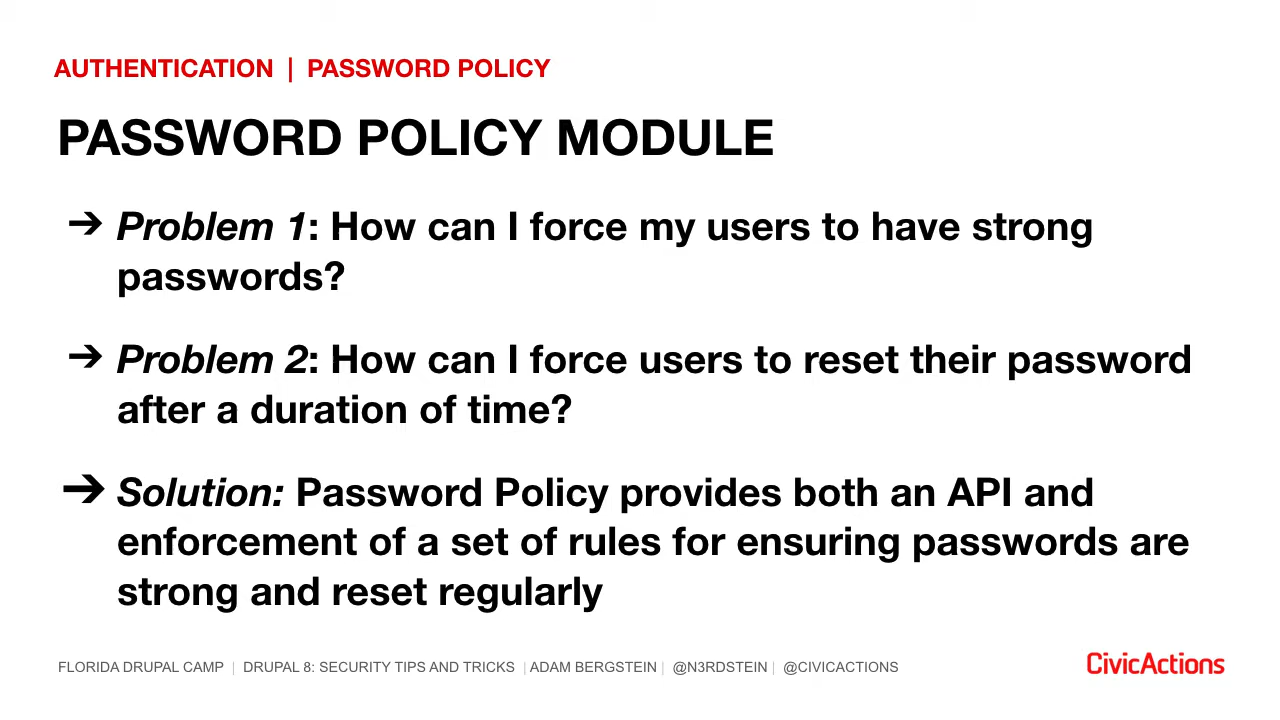 AUTHENTICATION | PASSWORD POLICY
PASSWORD POLICY MODULE
➔ Problem 1: How can I force my users to have strong
passwords?
➔ Problem 2: How can I force users to reset their password
after a duration of time?
➔ Solution: Password Policy provides both an API and
enforcement of a set of rules for ensuring passwords are
strong and reset regularly
FLORIDA DRUPAL CAMP | DRUPAL 8: SECURITY TIPS AND TRICKS | ADAM BERGSTEIN | @N3RDSTEIN | @CIVICACTIONS
CivicActions